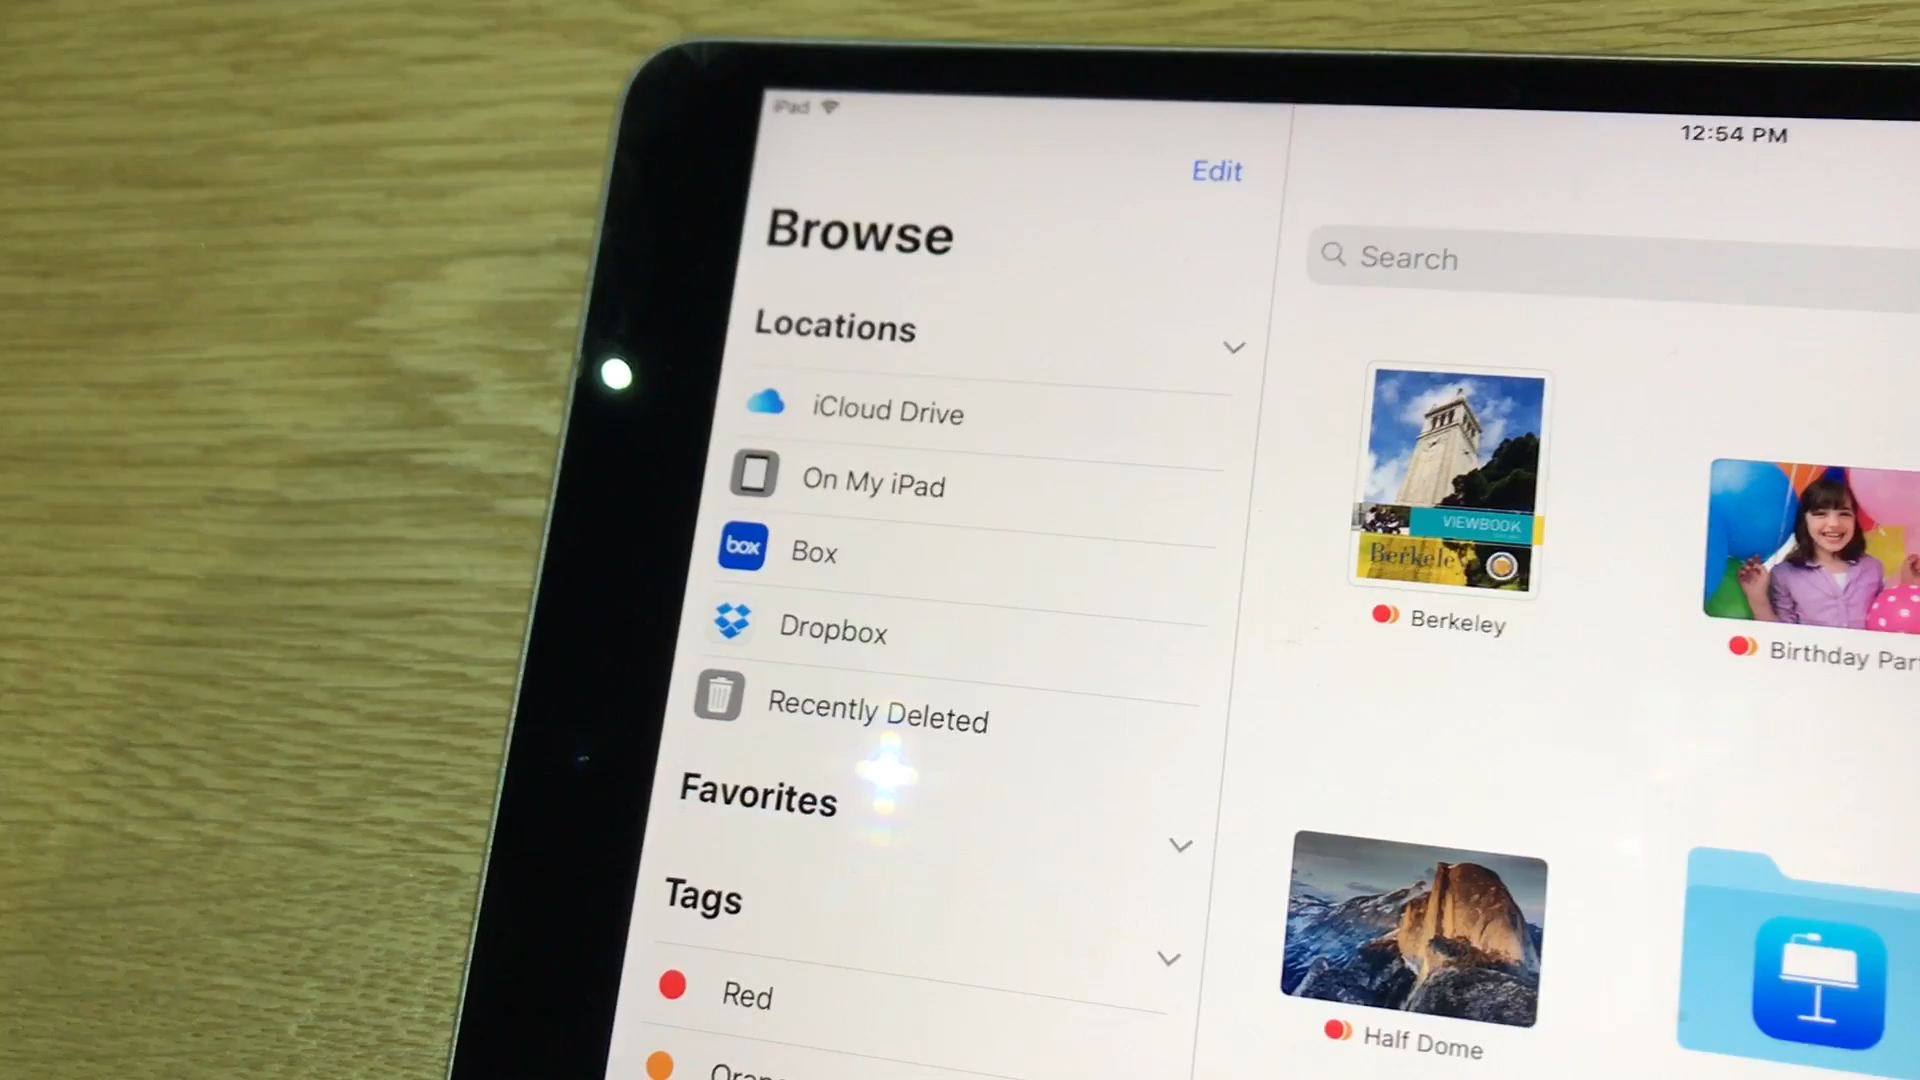 iPad
12:54 PM
Edit
Browse
Search
Locations
iCloud Drive
On My iPad
box
Box
Dropbox
Recently Deleted
Favorites
Tags
Red
VIEWBOOK
Berkeley
Berkeley
Birthday Par
Half Dome